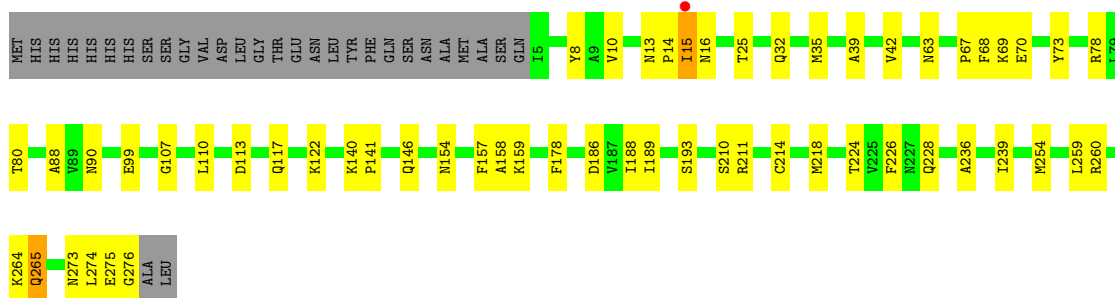 MET HIS HIS HIS HIS HIS HIS SER SER GLY VAL ASP LEU GLY THR GLU ASN LEU TYR PHE GLN SER ASN ALA MET ALA SER GLN I5 Y8 A9 V10 N13 P14 I15 N16 T25 Q32 M35 A39 V42 N63 P67 F68 K69 E70 Y73 R78 L79
T80 A88 V89 N90 E99 G107 L110 D113 Q117 K122 K140 P141 Q146 N154 F157 A158 K159 F178 D186 V187 I188 I189 S193 S210 R211 C214 M218 T224 V225 F226 N227 Q228 A236 I239 M254 L259 R260
K264 Q265 N273 L274 E275 G276 ALA LEU